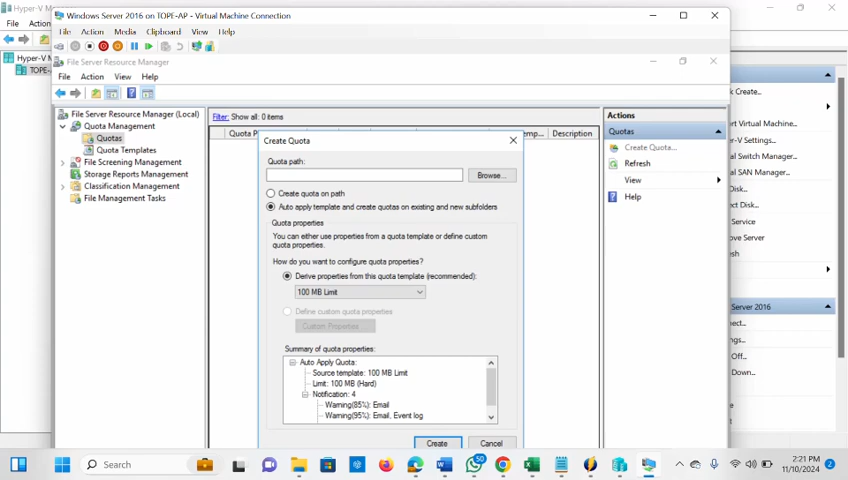 Hyper-V M
Windows Server 2016 on TOPE-AP - Virtual Machine Connection
File
Action
File Action Media Clipboard View Help
File Server Resource Manager
Hyper-V M
TOPE-
File Action View Help
File Server Resource Manager (Local)
Quota Management
Quotas
Quota Templates
File Screening Management
Storage Reports Management
Classification Management
File Management Tasks
Filter: Show all: 0 items
Quota P
emp... Description
Create Quota
Quota path:
Browse...
Create quota on path
Auto apply template and create quotas on existing and new subfolders
Quota properties
You can either use properties from a quota template or define custom
quota properties.
How do you want to configure quota properties?
Derive properties from this quota template (recommended):
100 MB Limit
Define custom quota properties
Custom Properties...
Summary of quota properties:
Auto Apply Quota:
Source template: 100 MB Limit
Limit: 100 MB (Hard)
Notification: 4
Warning(85%): Email
Warning(95%): Email, Event log
Create Cancel
Actions
Quotas
Create Quota...
Refresh
View
Help
k Create..
ort Virtual Machine...
-V Settings...
al Switch Manager...
al SAN Manager...
Disk...
ct Disk...
Service
ove Server
esh
Server 2016
nect...
ngs...
Off...
Down...
Search
50
2:21 PM
11/10/2024
2